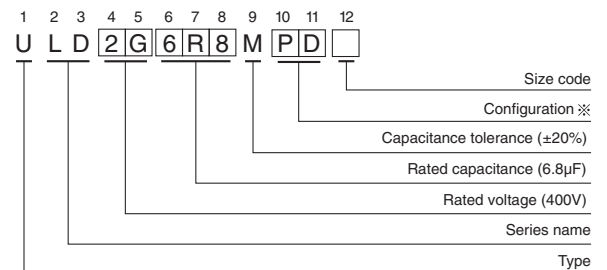 1 2 3 4 5 6 7 8 9 10 11 12
U L D 2 G 6 R 8 M P D
Size code
Configuration ※
Capacitance tolerance (±20%)
Rated capacitance (6.8µF)
Rated voltage (400V)
Series name
Type